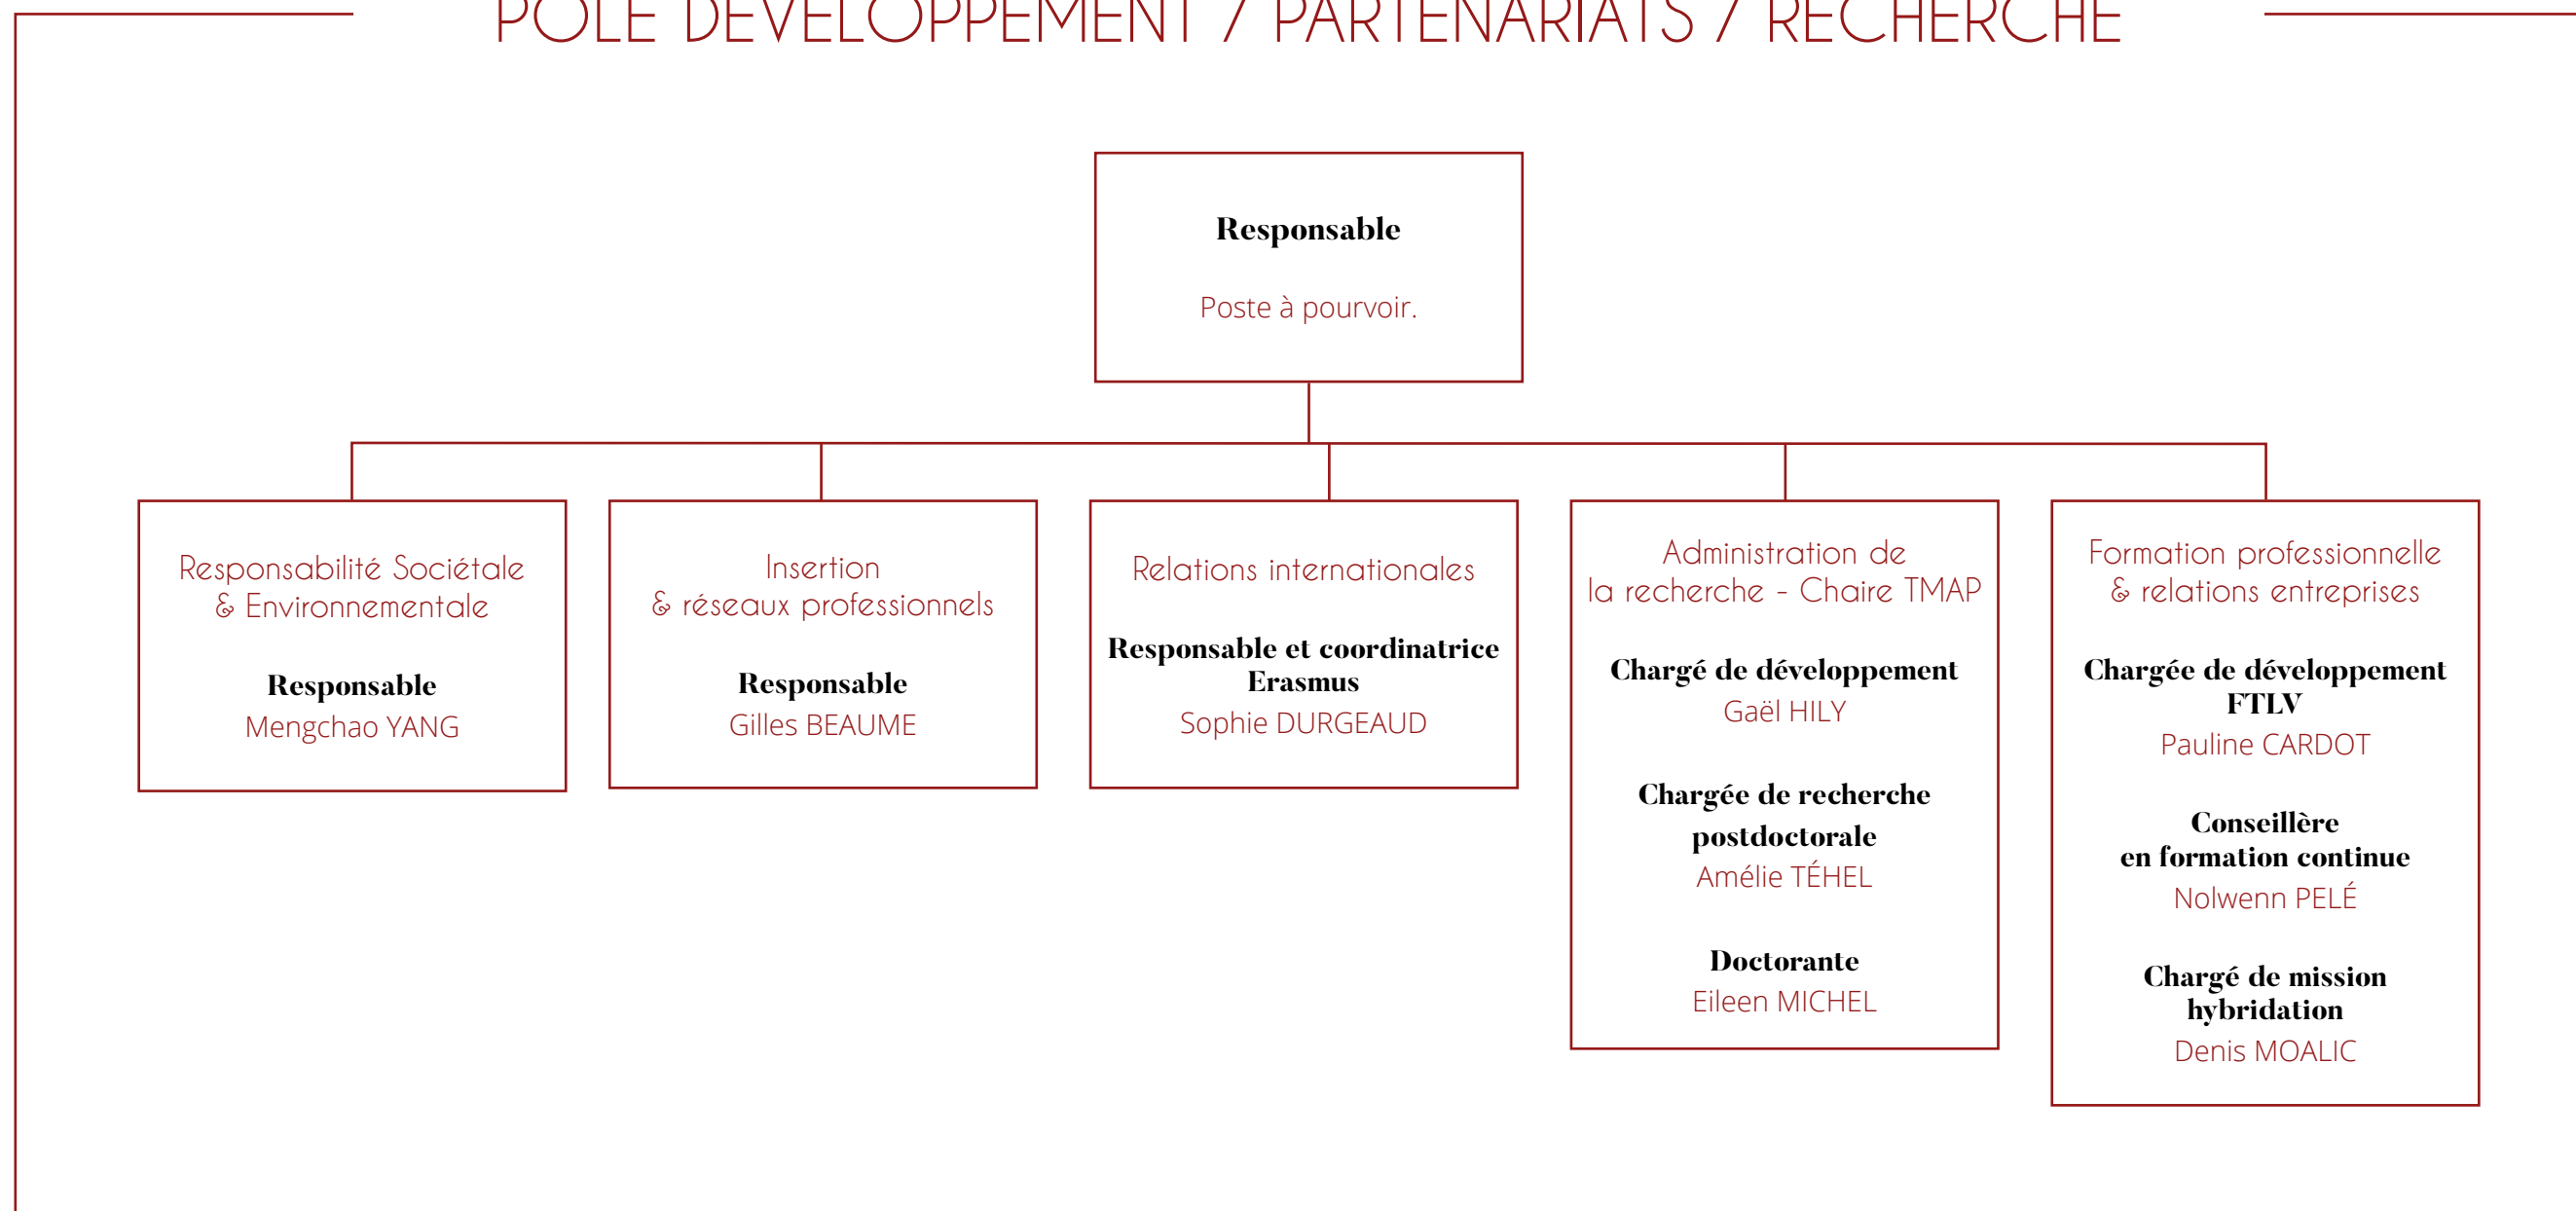 PÔLE DÉVELOPPEMENT / PARTENARIATS / RECHERCHE
Responsable
Poste à pourvoir.
Responsabilité Sociétale
& Environnementale
Responsable
Mengchao YANG
Insertion
& réseaux professionnels
Responsable
Gilles BEAUME
Relations internationales
Responsable et coordinatrice
Erasmus
Sophie DURGEAUD
Administration de
la recherche - Chaire TMAP
Chargé de développement
Gaël HILY
Chargée de recherche
postdoctorale
Amélie TÉHEL
Doctorante
Eileen MICHEL
Formation professionnelle
& relations entreprises
Chargée de développement
FTLV
Pauline CARDOT
Conseillère
en formation continue
Nolwenn PELÉ
Chargé de mission
hybridation
Denis MOALIC